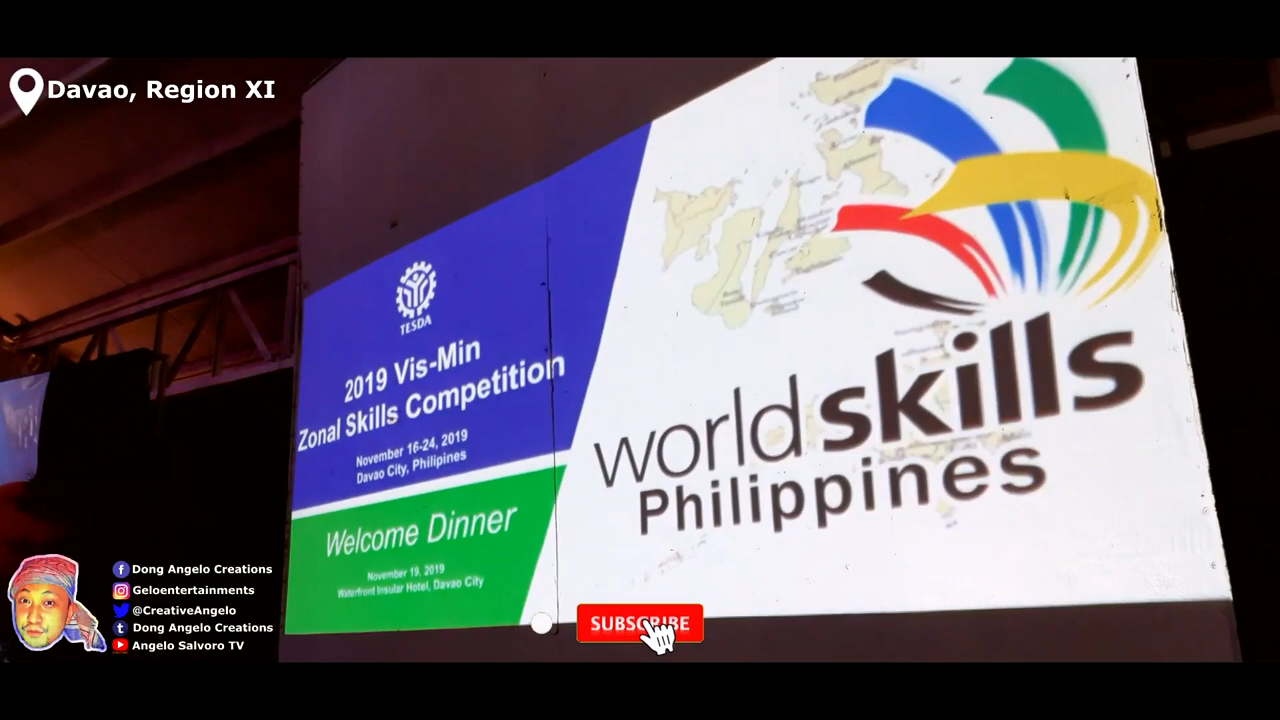 Davao, Region XI
TESDA
2019 Vis-Min
Zonal Skills Competition
November 16-24, 2019
Davao City, Philipines
Welcome Dinner
November 19, 2019
Waterfront Insular Hotel, Davao City
worldskills
Philippines
Dong Angelo Creations
Geloentertainments
@CreativeAngelo
Dong Angelo Creations
Angelo Salvoro TV
SUBSCRIBE